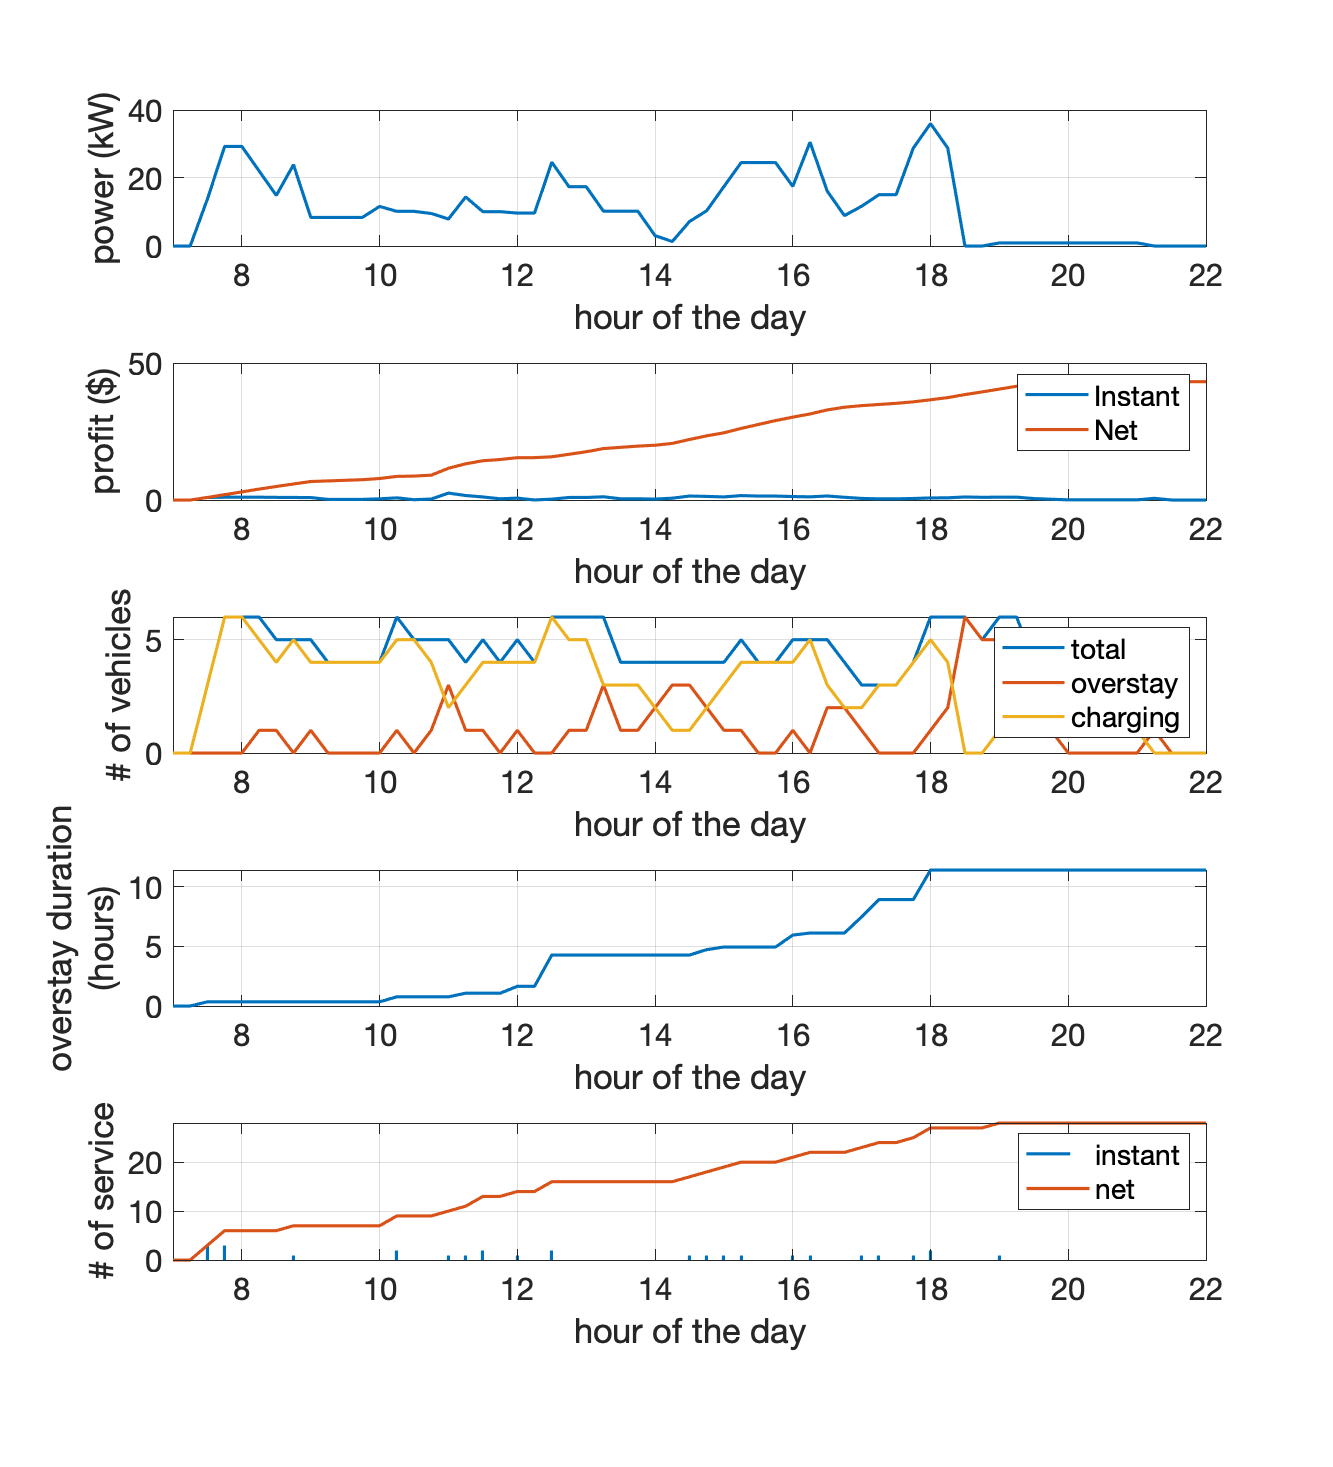 power (kW)
40
20
0
8 10 12 14 16 18 20 22
hour of the day
profit ($)
50
0
Instant
Net
8 10 12 14 16 18 20 22
hour of the day
# of vehicles
5
0
total
overstay
charging
8 10 12 14 16 18 20 22
hour of the day
overstay duration
(hours)
10
5
0
8 10 12 14 16 18 20 22
hour of the day
# of service
20
10
0
instant
net
8 10 12 14 16 18 20 22
hour of the day